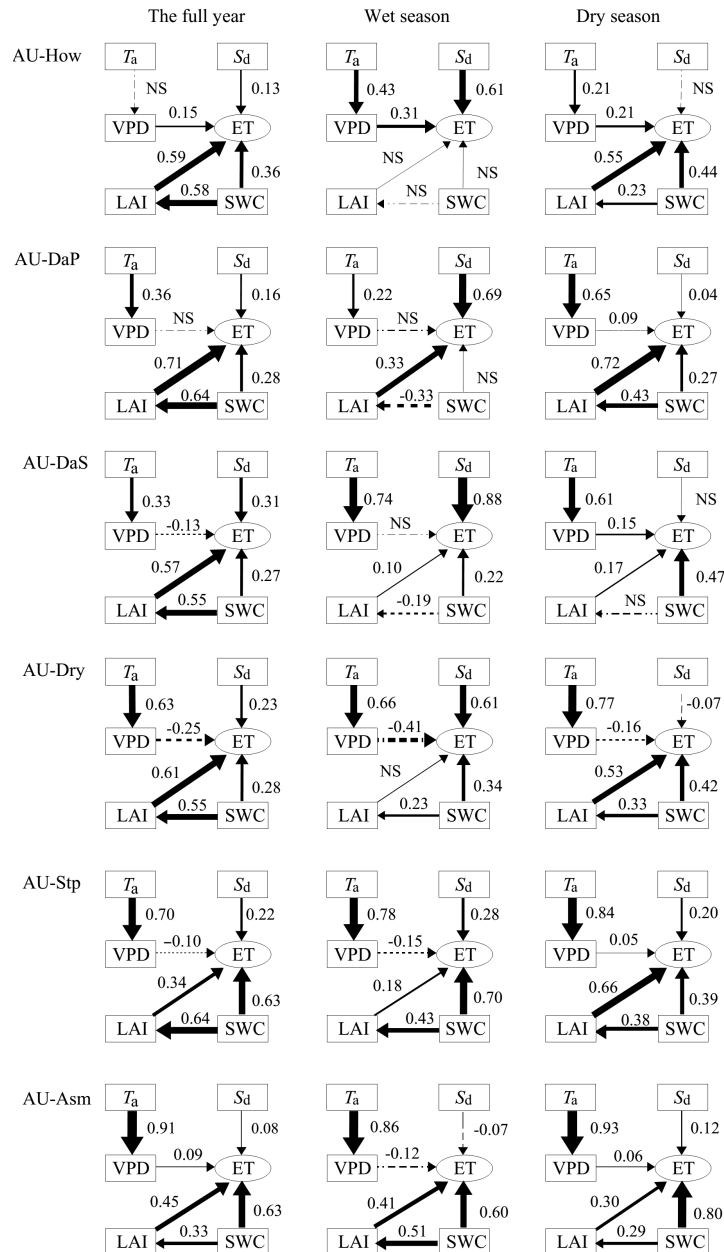 The full year Wet season Dry season
AU-How
Ta Sd Ta Sd Ta Sd
NS 0.13 0.43 0.61 0.21 NS
VPD 0.15 ET VPD 0.31 ET VPD 0.21 ET
0.59 0.36 NS NS 0.55 0.44
LAI 0.58 SWC LAI NS SWC LAI 0.23 SWC
AU-DaP
Ta Sd Ta Sd Ta Sd
0.36 0.16 0.22 0.69 0.65 0.04
VPD NS ET VPD NS ET VPD 0.09 ET
0.71 0.28 0.33 NS 0.72 0.27
LAI 0.64 SWC LAI -0.33 SWC LAI 0.43 SWC
AU-DaS
Ta Sd Ta Sd Ta Sd
0.33 0.31 0.74 0.88 0.61 NS
VPD -0.13 ET VPD NS ET VPD 0.15 ET
0.57 0.27 0.10 0.22 0.17 0.47
LAI 0.55 SWC LAI -0.19 SWC LAI NS SWC
AU-Dry
Ta Sd Ta Sd Ta Sd
0.63 0.23 0.66 0.61 0.77 -0.07
VPD -0.25 ET VPD -0.41 ET VPD -0.16 ET
0.61 0.28 NS 0.34 0.53 0.42
LAI 0.55 SWC LAI 0.23 SWC LAI 0.33 SWC
AU-Stp
Ta Sd Ta Sd Ta Sd
0.70 0.22 0.78 0.28 0.84 0.20
VPD -0.10 ET VPD -0.15 ET VPD 0.05 ET
0.34 0.63 0.18 0.70 0.66 0.39
LAI 0.64 SWC LAI 0.43 SWC LAI 0.38 SWC
AU-Asm
Ta Sd Ta Sd Ta Sd
0.91 0.08 0.86 -0.07 0.93 0.12
VPD 0.09 ET VPD -0.12 ET VPD 0.06 ET
0.45 0.63 0.41 0.60 0.30 0.80
LAI 0.33 SWC LAI 0.51 SWC LAI 0.29 SWC